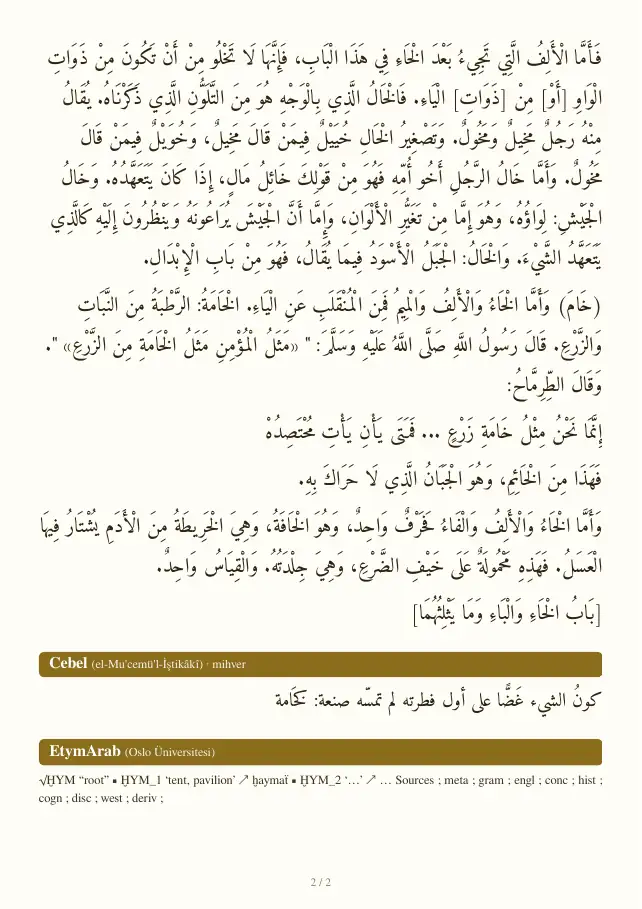 فَأَمَّا الْأَلِفُ الَّتِي تَجِيءُ بَعْدَ الْخَاءِ فِي هَذَا الْبَابِ، فَإِنَّهَا لَا تَخْلُو مِنْ أَنْ تَكُونَ مِنْ ذَوَاتِ
الْوَاوِ [أَوْ] مِنْ [ذَوَاتِ] الْيَاءِ. فَالْخَالُ الَّذِي بِالْوَجْهِ هُوَ مِنَ التَّلَوُّنِ الَّذِي ذَكَرْنَاهُ. يُقَالُ
مِنْهُ رَجُلٌ مَخِيلٌ وَمَخُولٌ. وَتَصْغِيرُ الْخَالِ خُيَيْلٌ فِيمَنْ قَالَ مَخِيلٌ، وَخُوَيْلٌ فِيمَنْ قَالَ
مَخُولٌ. وَأَمَّا خَالُ الرَّجُلِ أَخُو أُمِّهِ فَهُوَ مِنْ قَوْلِكَ خَائِلُ مَالٍ، إِذَا كَانَ يَتَعَهَّدُهُ. وَخَالُ
الْجَيْشِ: لِوَاؤُهُ، وَهُوَ إِمَّا مِنْ تَغَيُّرِ الْأَلْوَانِ، وَإِمَّا أَنَّ الْجَيْشَ يُرَاعُونَهُ وَيَنْظُرُونَ إِلَيْهِ كَالَّذِي
يَتَعَهَّدُ الشَّيْءَ. وَالْخَالُ: الْجَبَلُ الْأَسْوَدُ فِيمَا يُقَالُ، فَهُوَ مِنْ بَابِ الْإِبْدَالِ.
(خَامَ) وَأَمَّا الْخَاءُ وَالْأَلِفُ وَالْمِيمُ فَمِنَ الْمُنْقَلَبِ عَنِ الْيَاءِ. الْخَامَةُ: الرَّطْبَةُ مِنَ النَّبَاتِ
وَالزَّرْعِ. قَالَ رَسُولُ اللَّهِ صَلَّى اللَّهُ عَلَيْهِ وَسَلَّمَ: " «مَثَلُ الْمُؤْمِنِ مَثَلُ الْخَامَةِ مِنَ الزَّرْعِ» ".
وَقَالَ الطِّرِمَّاحُ:
إِنَّمَا نَحْنُ مِثْلُ خَامَةِ زَرْعٍ ... فَمَتَى يَأْنِ يَأْتِ مُحْتَصِدُهْ
فَهَذَا مِنَ الْخَائِمِ، وَهُوَ الْجَبَانُ الَّذِي لَا حَرَاكَ بِهِ.
وَأَمَّا الْخَاءُ وَالْأَلِفُ وَالْفَاءُ فَحَرْفٌ وَاحِدٌ، وَهُوَ الْخَافَةُ، وَهِيَ الْخَرِيطَةُ مِنَ الْأَدَمِ يُشْتَارُ فِيهَا
الْعَسَلُ. فَهَذِهِ مَحْمُولَةٌ عَلَى خَيْفِ الضَّرْعِ، وَهِيَ جِلْدَتُهُ. وَالْقِيَاسُ وَاحِدٌ.
[بَابُ الْخَاءِ وَالْبَاءِ وَمَا يَثْلِثُهُمَا]
Cebel (el-Mu'cemü'l-İştikâkî) · mihver
كونُ الشيء غَضًّا على أول فطرته لم تمسّه صنعة: كخَامة
EtymArab (Oslo Üniversitesi)
√ḪYM “root” ▪ ḪYM_1 ‘tent, pavilion’ ↗ ḫaymaẗ ▪ ḪYM_2 ‘…’ ↗ … Sources ; meta ; gram ; engl ; conc ; hist ;
cogn ; disc ; west ; deriv ;
2 / 2